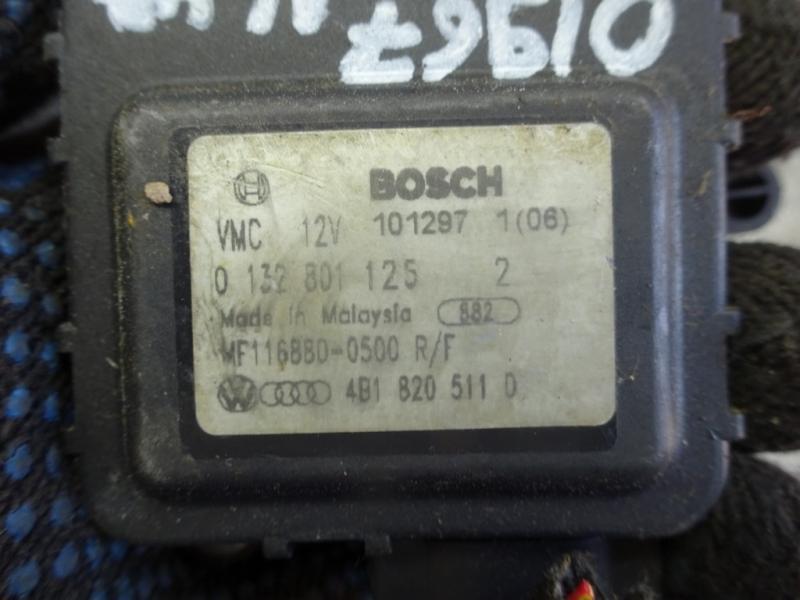 01967
BOSCH
VMC 12V 101297 1(06)
0 132 801 125 2
Made in Malaysia 882
MF116880-0500 R/F
4B1 820 511 D